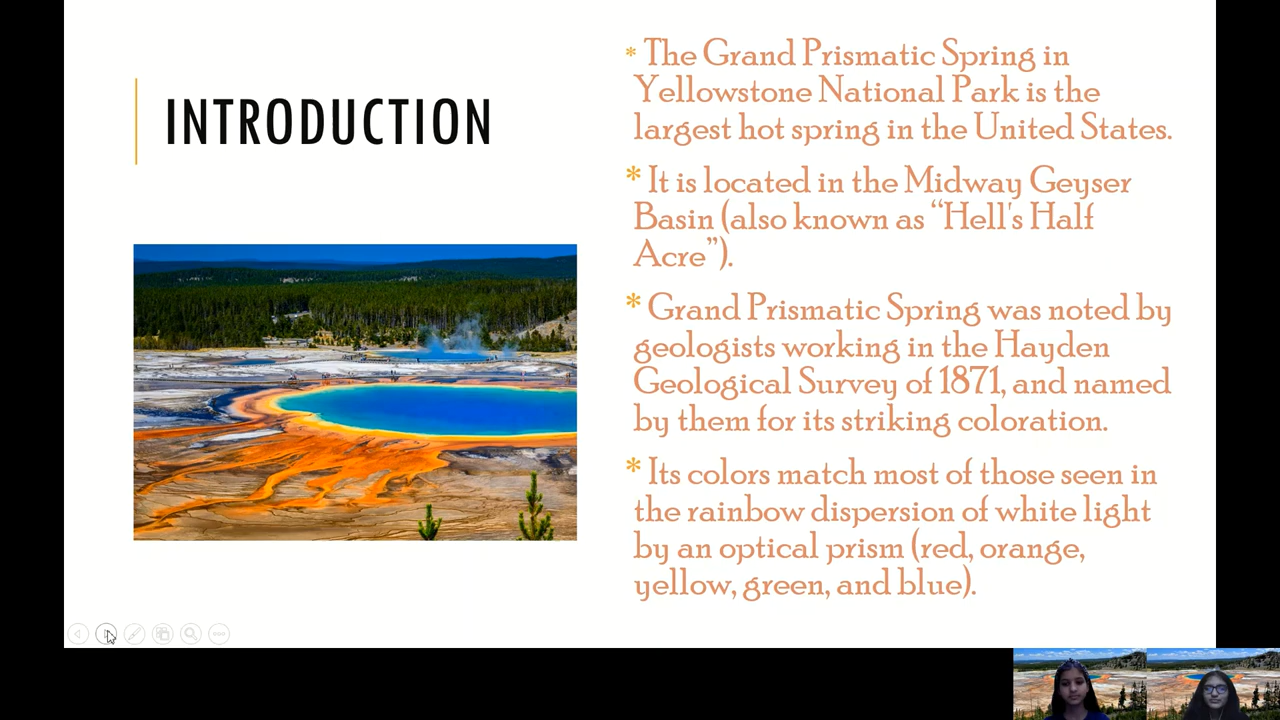 INTRODUCTION
* The Grand Prismatic Spring in
Yellowstone National Park is the
largest hot spring in the United States.
* It is located in the Midway Geyser
Basin (also known as “Hell's Half
Acre”).
* Grand Prismatic Spring was noted by
geologists working in the Hayden
Geological Survey of 1871, and named
by them for its striking coloration.
* Its colors match most of those seen in
the rainbow dispersion of white light
by an optical prism (red, orange,
yellow, green, and blue).